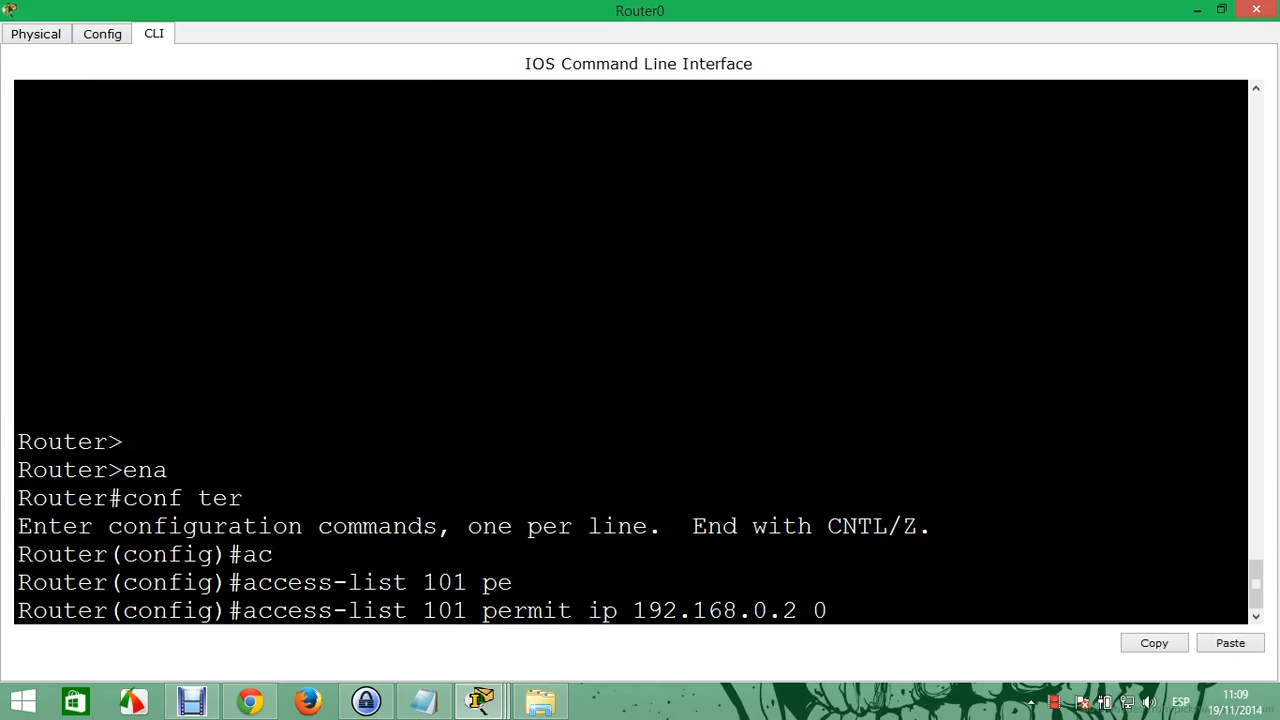 Router0
Physical Config CLI
IOS Command Line Interface
Router>
Router>ena
Router#conf ter
Enter configuration commands, one per line.  End with CNTL/Z.
Router(config)#ac
Router(config)#access-list 101 pe
Router(config)#access-list 101 permit ip 192.168.0.2 0
Copy Paste
ESP
11:09
19/11/2014